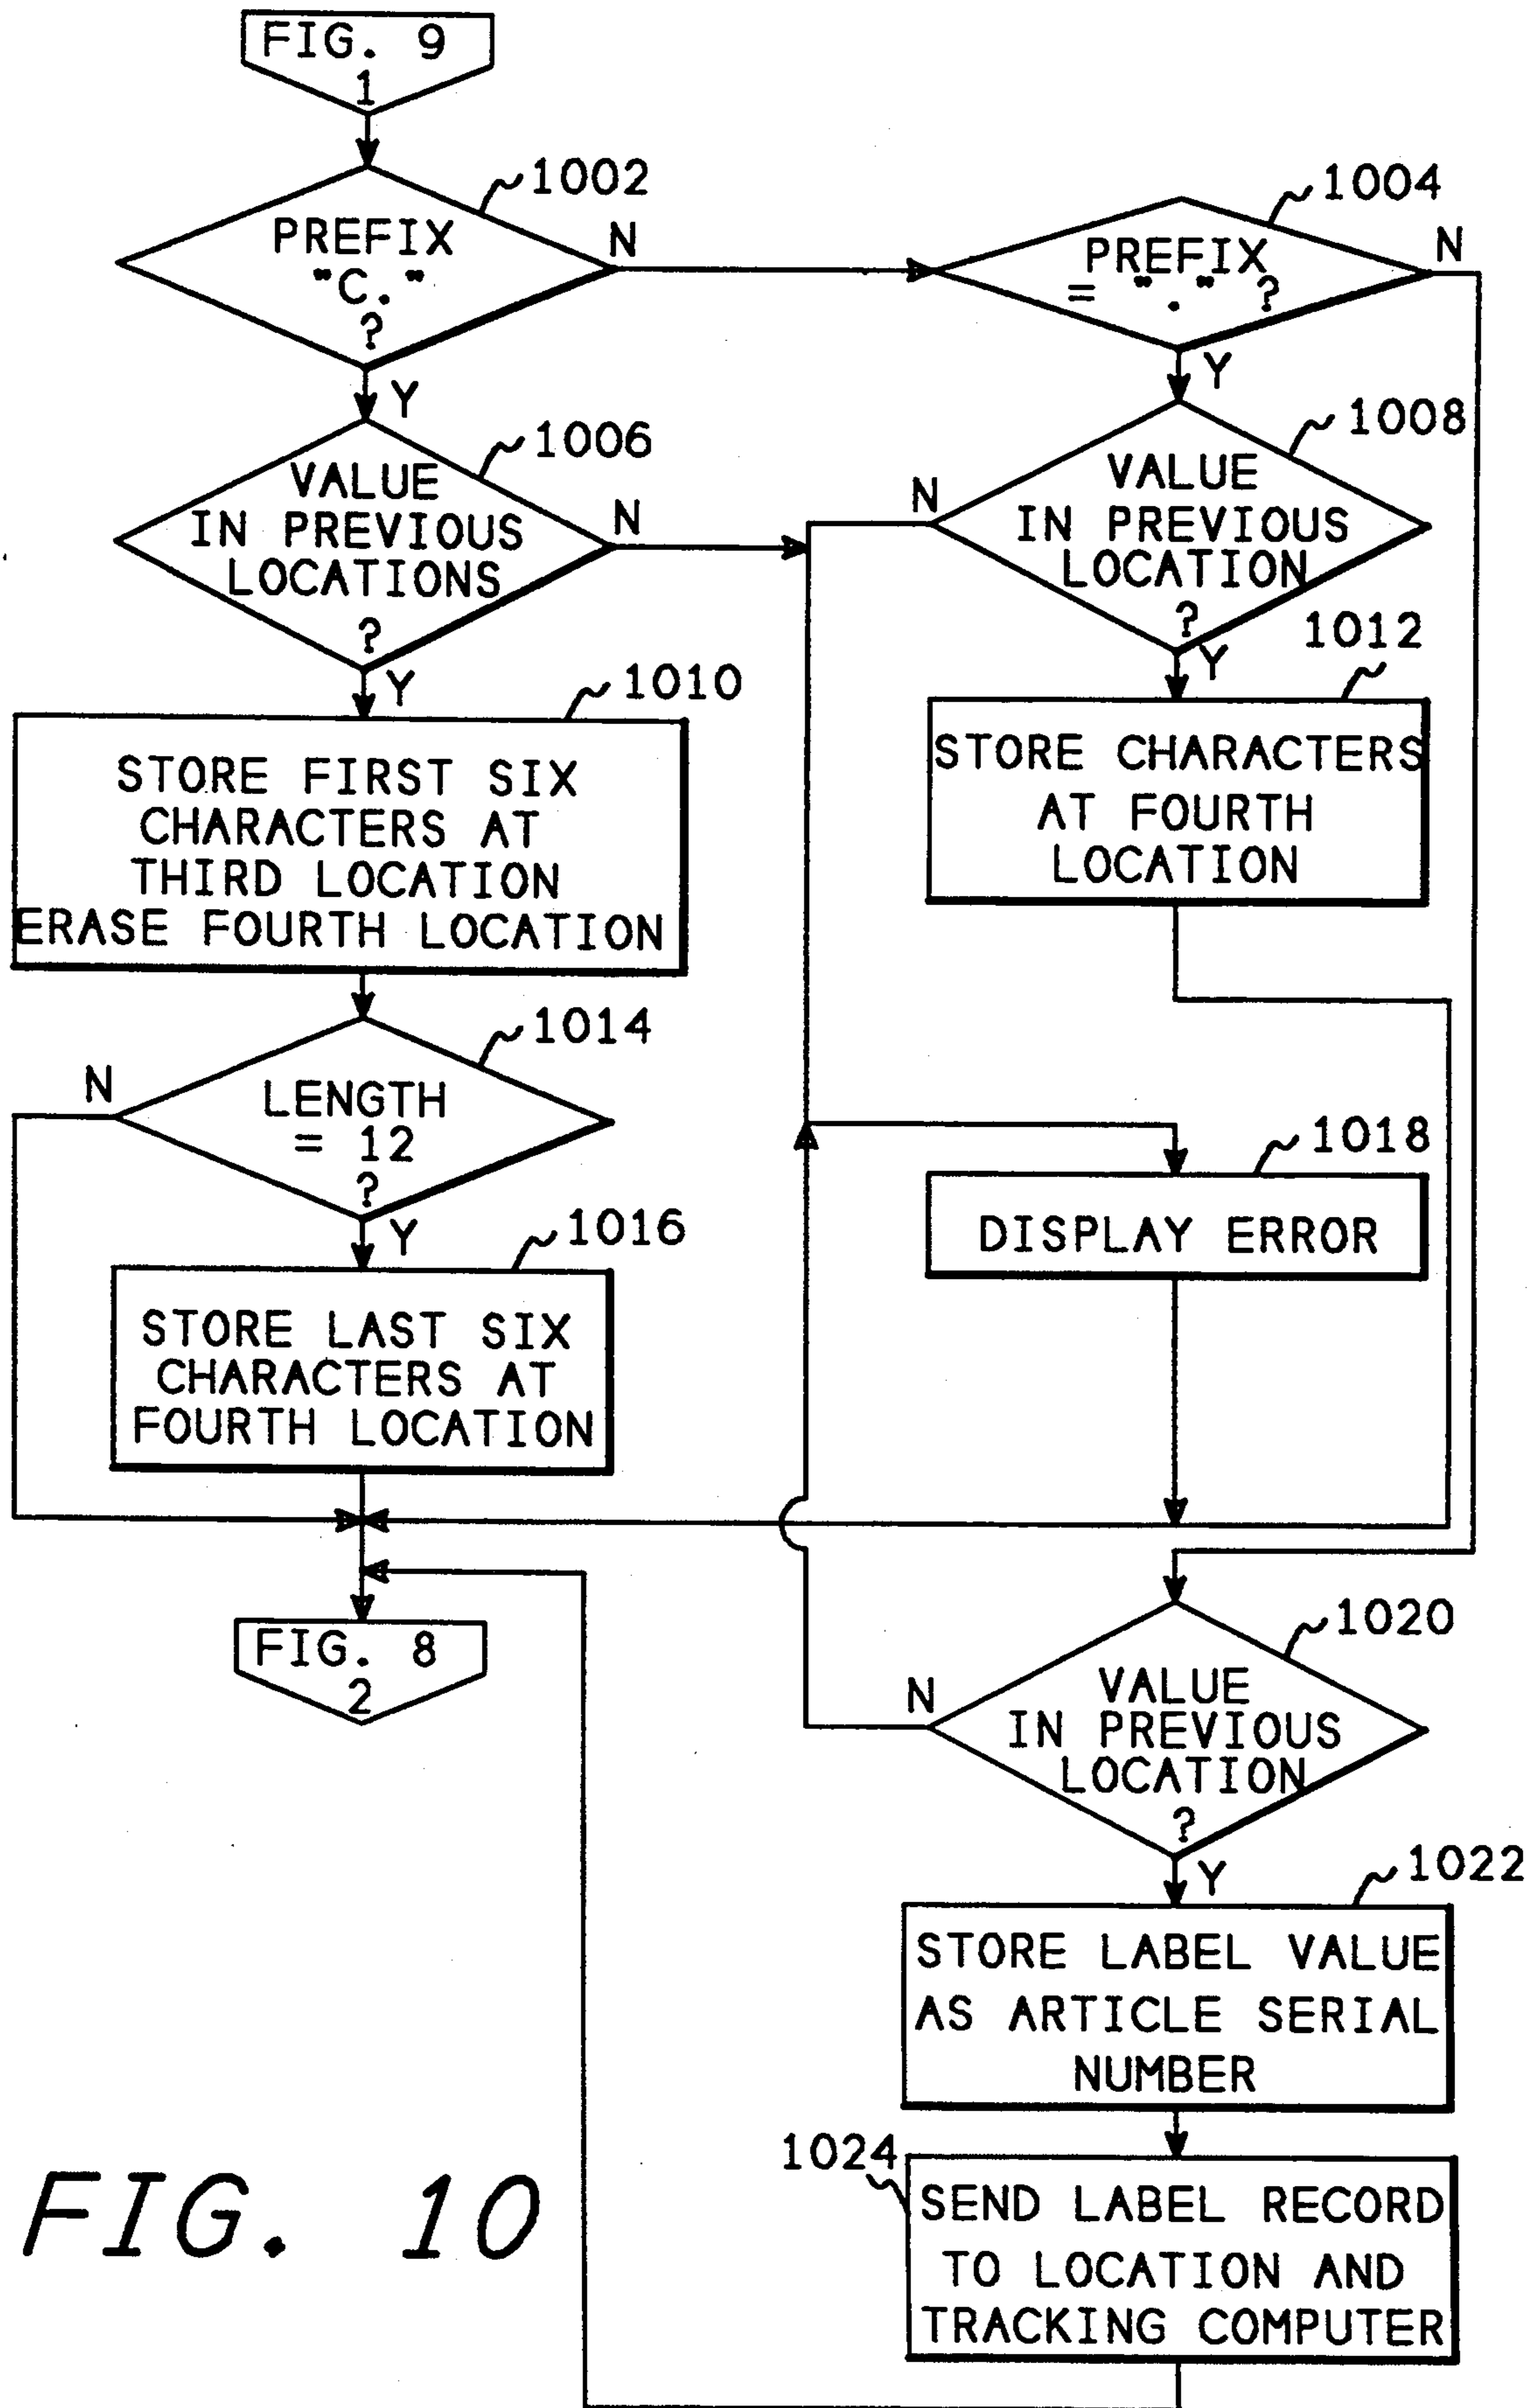 FIG. 9
1
1002
PREFIX
"C."
?
N
Y
1004
PREFIX
= "." ?
N
Y
1006
VALUE
IN PREVIOUS
LOCATIONS
?
N
Y
1008
VALUE
IN PREVIOUS
LOCATION
?
N
Y
1010
STORE FIRST SIX
CHARACTERS AT
THIRD LOCATION
ERASE FOURTH LOCATION
1012
STORE CHARACTERS
AT FOURTH
LOCATION
1014
LENGTH
= 12
?
N
Y
1016
STORE LAST SIX
CHARACTERS AT
FOURTH LOCATION
1018
DISPLAY ERROR
FIG. 8
2
1020
VALUE
IN PREVIOUS
LOCATION
?
N
Y
1022
STORE LABEL VALUE
AS ARTICLE SERIAL
NUMBER
1024
SEND LABEL RECORD
TO LOCATION AND
TRACKING COMPUTER
FIG. 10